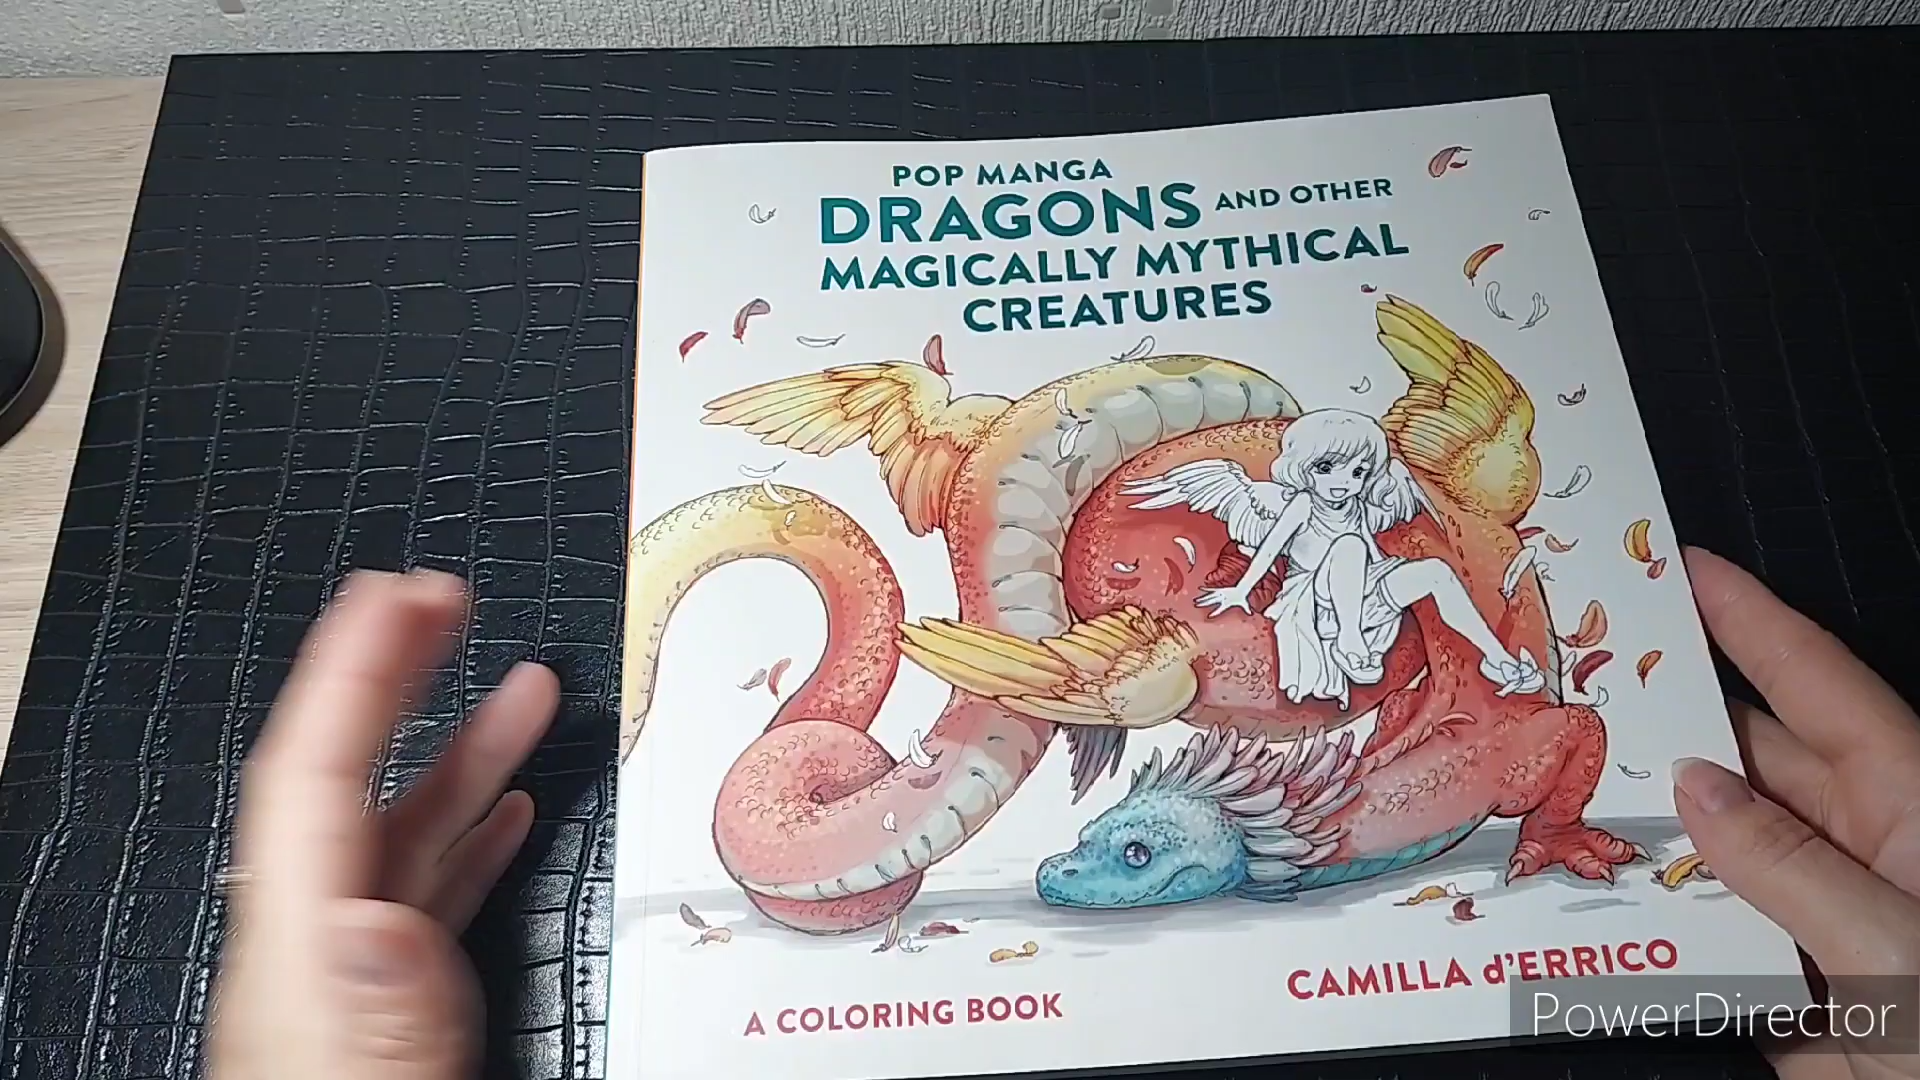 POP MANGA
DRAGONS AND OTHER
MAGICALLY MYTHICAL
CREATURES
A COLORING BOOK
CAMILLA d'ERRICO
PowerDirector